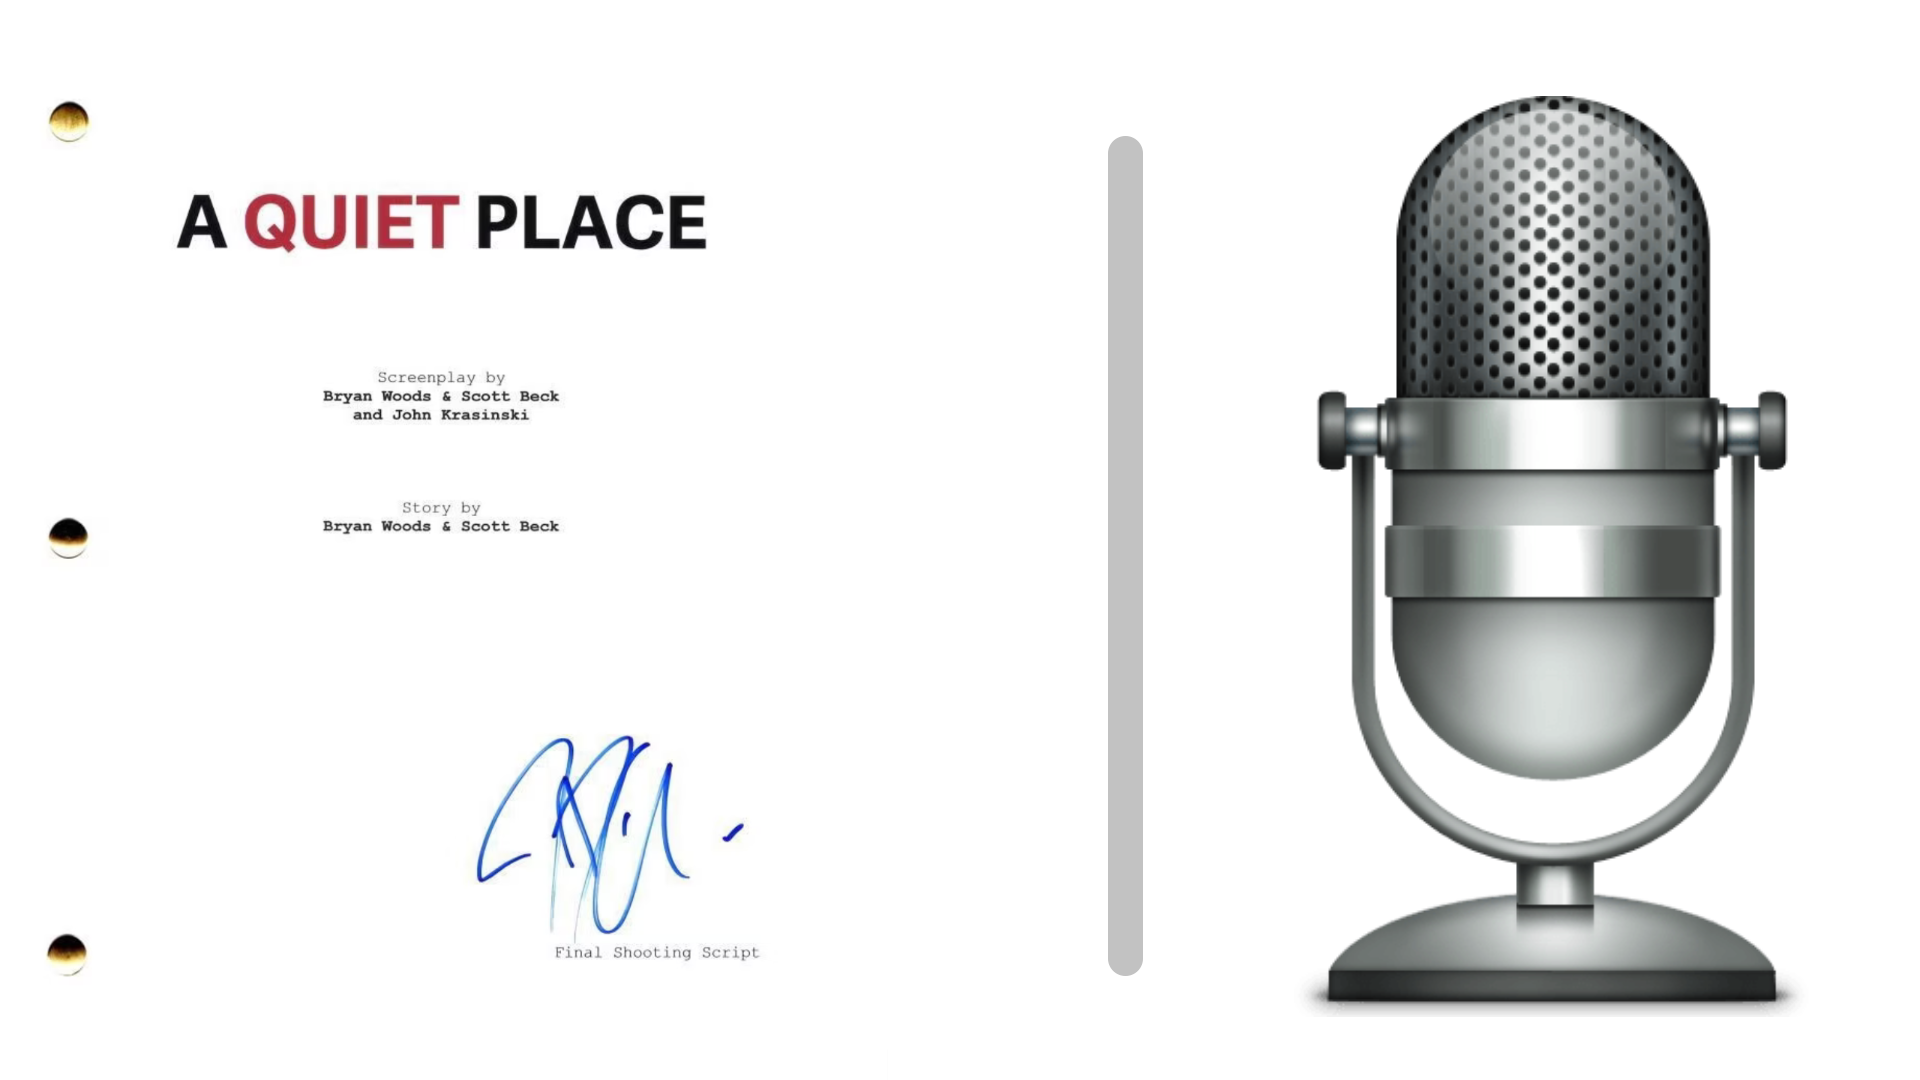 A QUIET PLACE
Screenplay by
Bryan Woods & Scott Beck
and John Krasinski
Story by
Bryan Woods & Scott Beck
Final Shooting Script